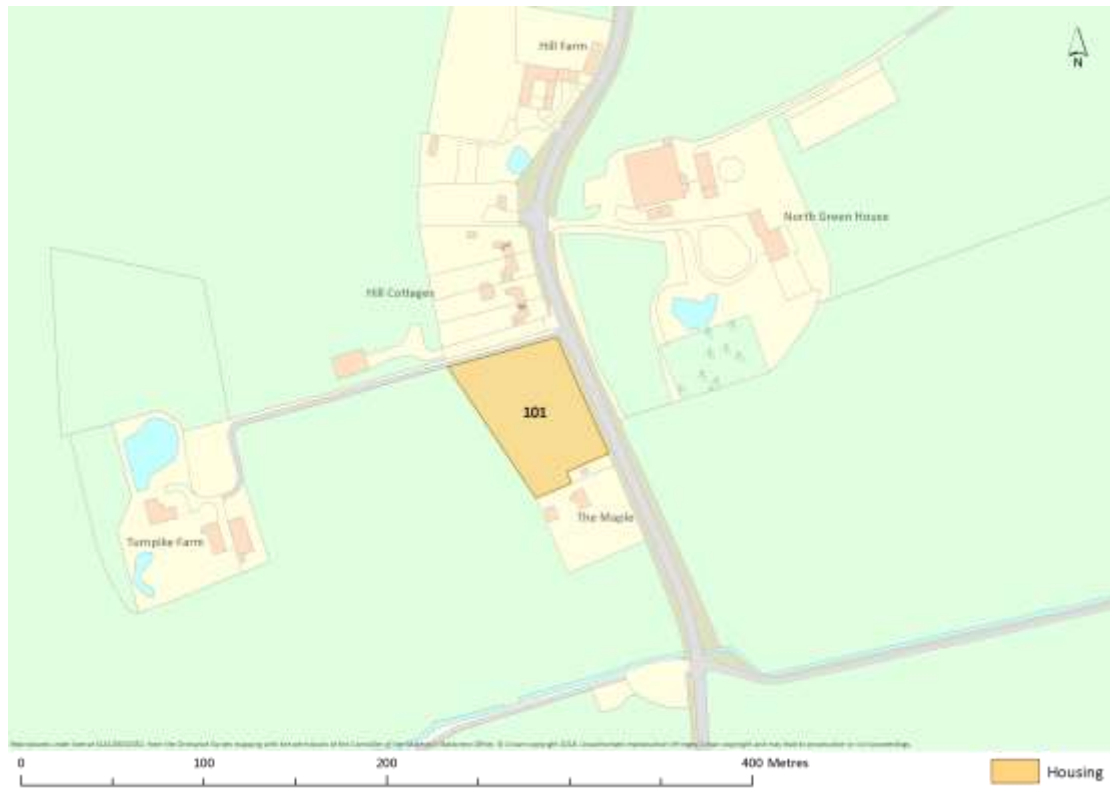 Hill Farm
N
North Green House
Hill Cottages
101
The Maple
Turnpike Farm
0 100 200 400 Metres
Housing